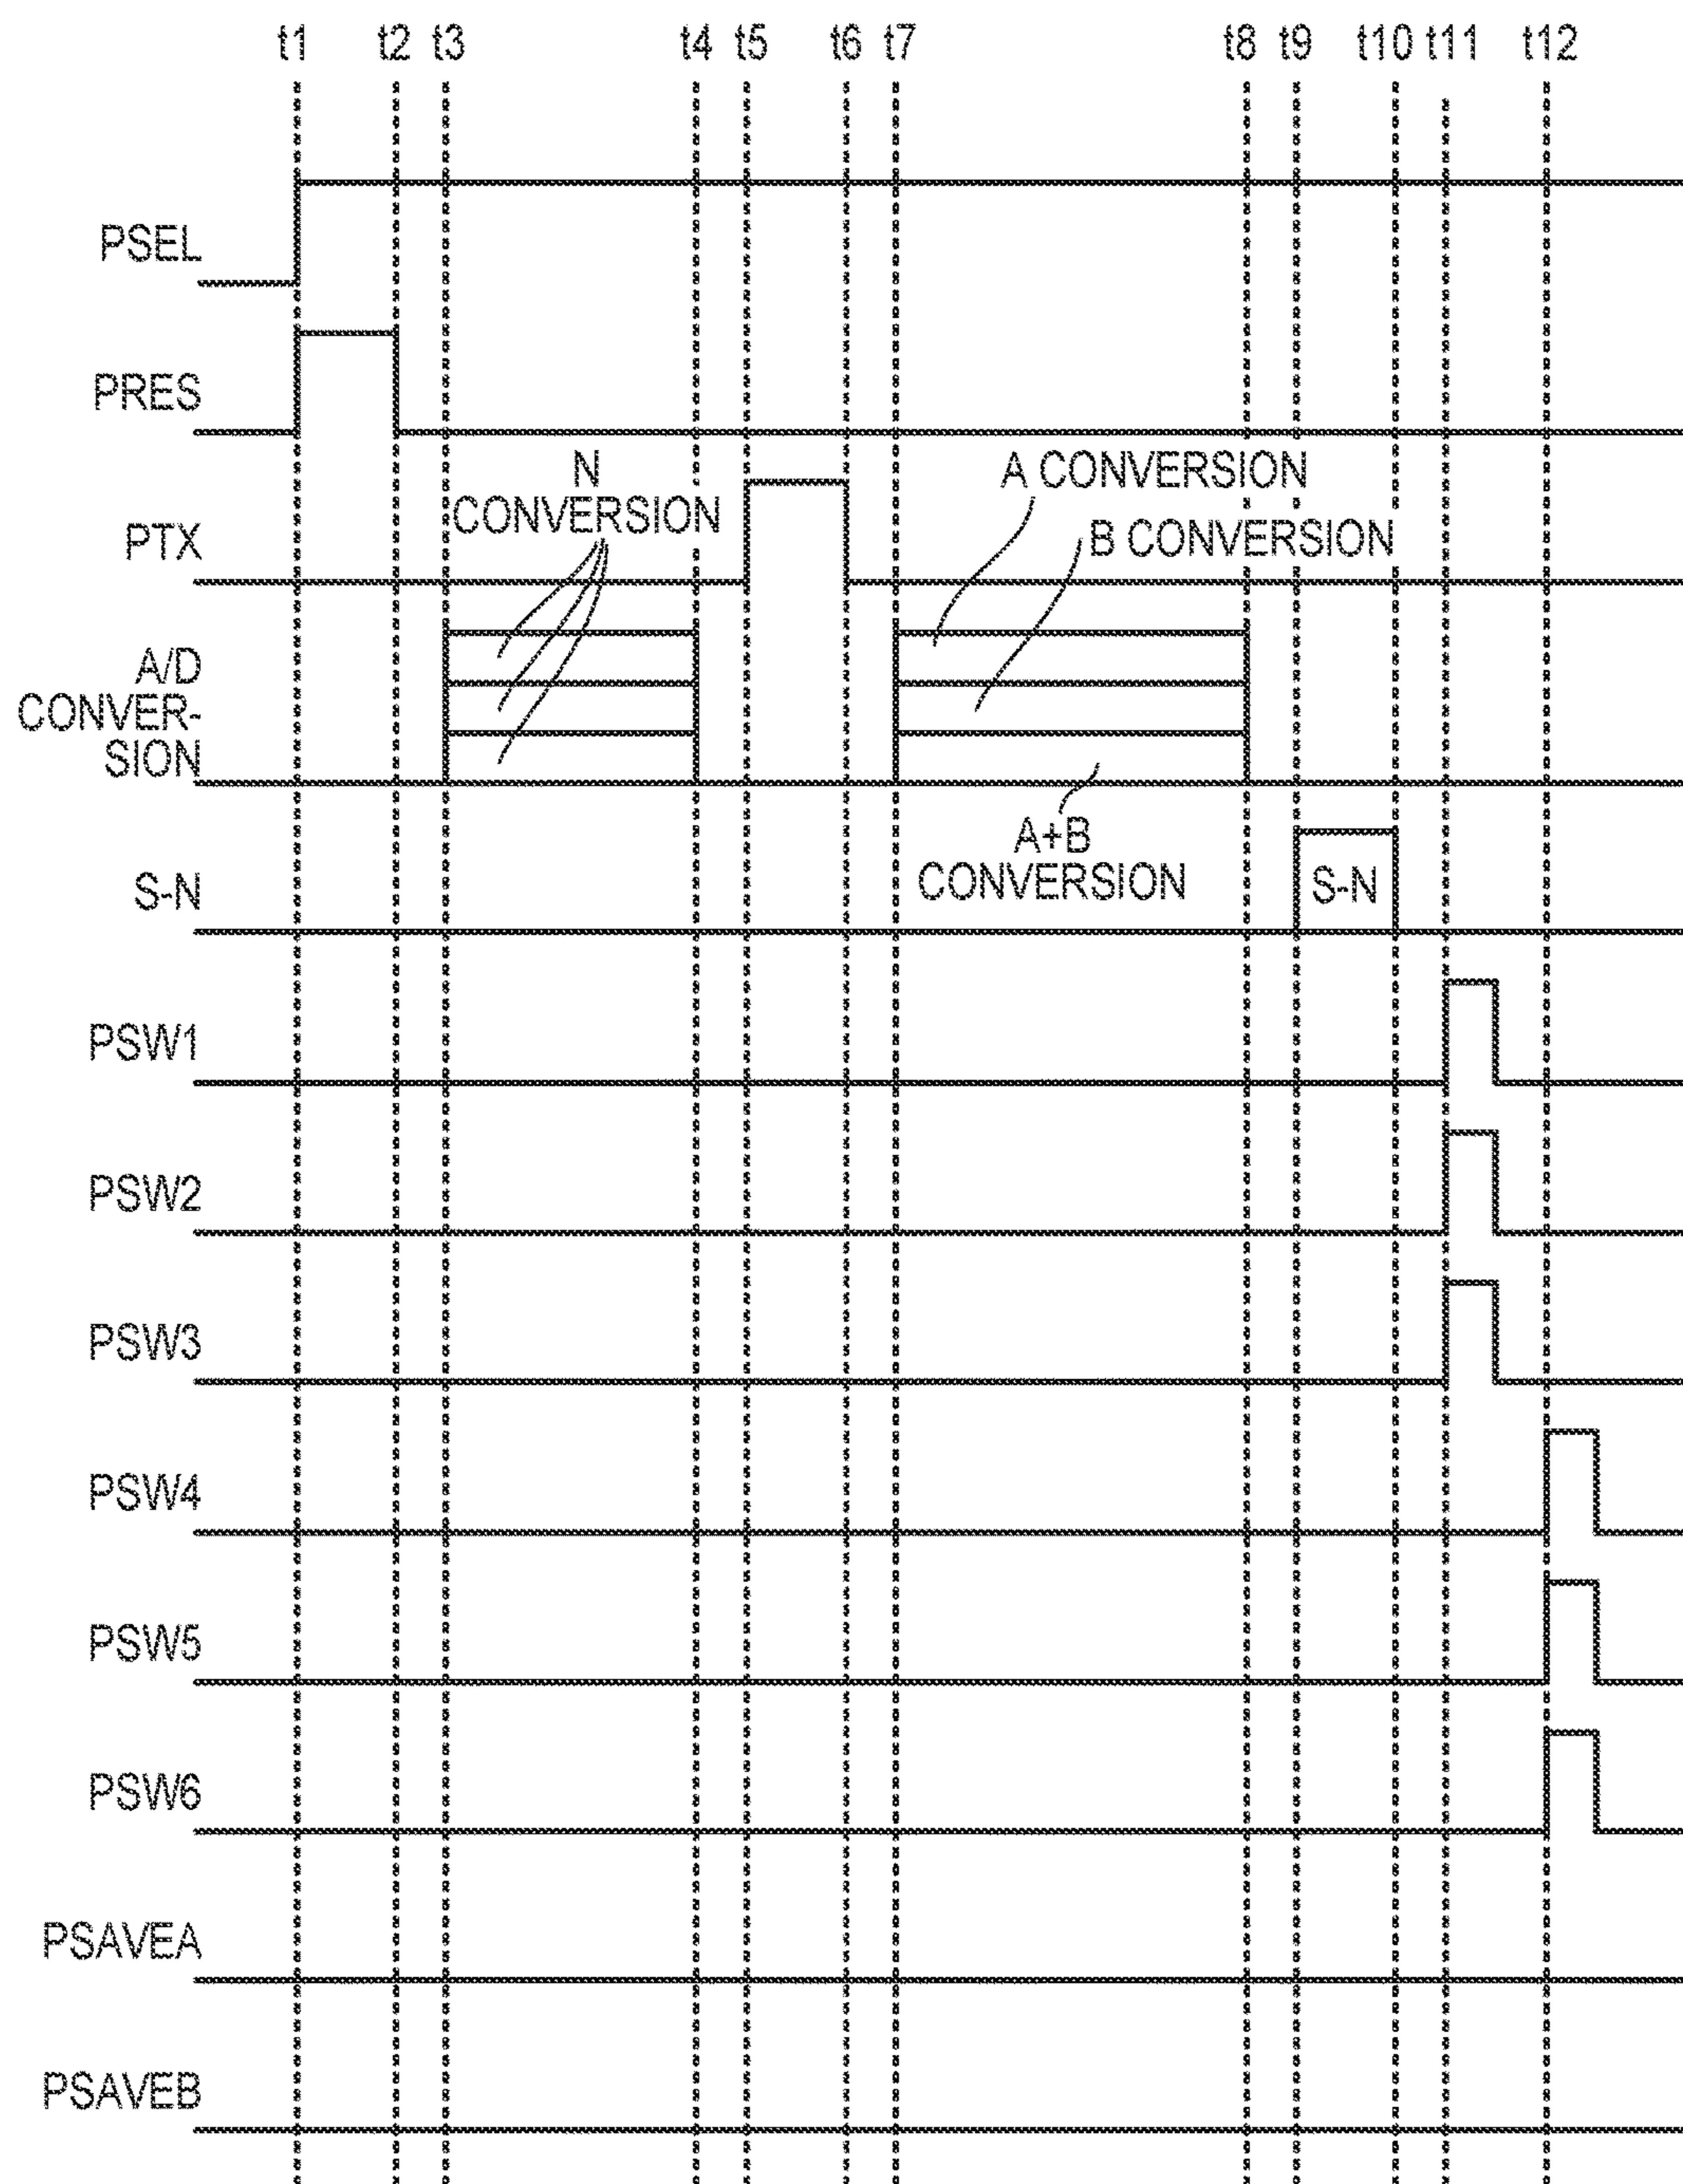 t1 t2 t3 t4 t5 t6 t7 t8 t9 t10 t11 t12
PSEL
PRES
PTX
N
CONVERSION
A CONVERSION
B CONVERSION
A/D
CONVER-
SION
A+B
CONVERSION
S-N
S-N
PSW1
PSW2
PSW3
PSW4
PSW5
PSW6
PSAVEA
PSAVEB